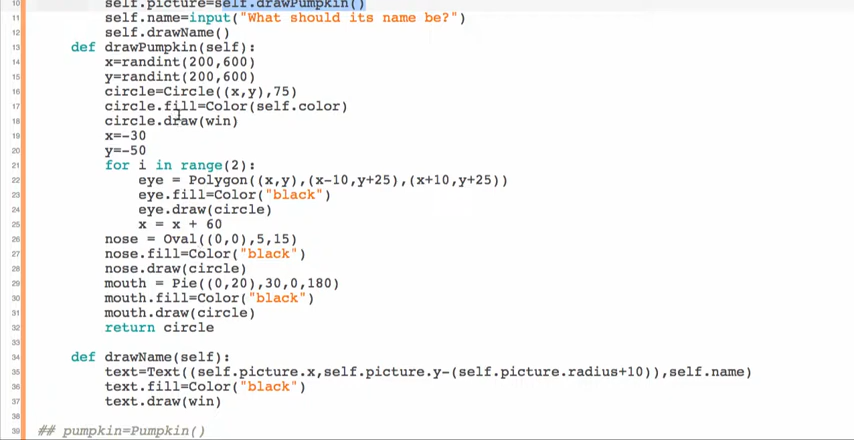 10 self.picture=self.drawPumpkin()
11 self.name=input("What should its name be?")
12 self.drawName()
13 def drawPumpkin(self):
14 x=randint(200,600)
15 y=randint(200,600)
16 circle=Circle((x,y),75)
17 circle.fill=Color(self.color)
18 circle.draw(win)
19 x=-30
20 y=-50
21 for i in range(2):
22 eye = Polygon((x,y),(x-10,y+25),(x+10,y+25))
23 eye.fill=Color("black")
24 eye.draw(circle)
25 x = x + 60
26 nose = Oval((0,0),5,15)
27 nose.fill=Color("black")
28 nose.draw(circle)
29 mouth = Pie((0,20),30,0,180)
30 mouth.fill=Color("black")
31 mouth.draw(circle)
32 return circle
33
34 def drawName(self):
35 text=Text((self.picture.x,self.picture.y-(self.picture.radius+10)),self.name)
36 text.fill=Color("black")
37 text.draw(win)
38
39 ## pumpkin=Pumpkin()